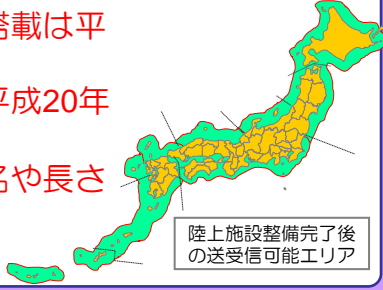 搭載は平
平成20年
名や長さ
陸上施設整備完了後
の送受信可能エリア